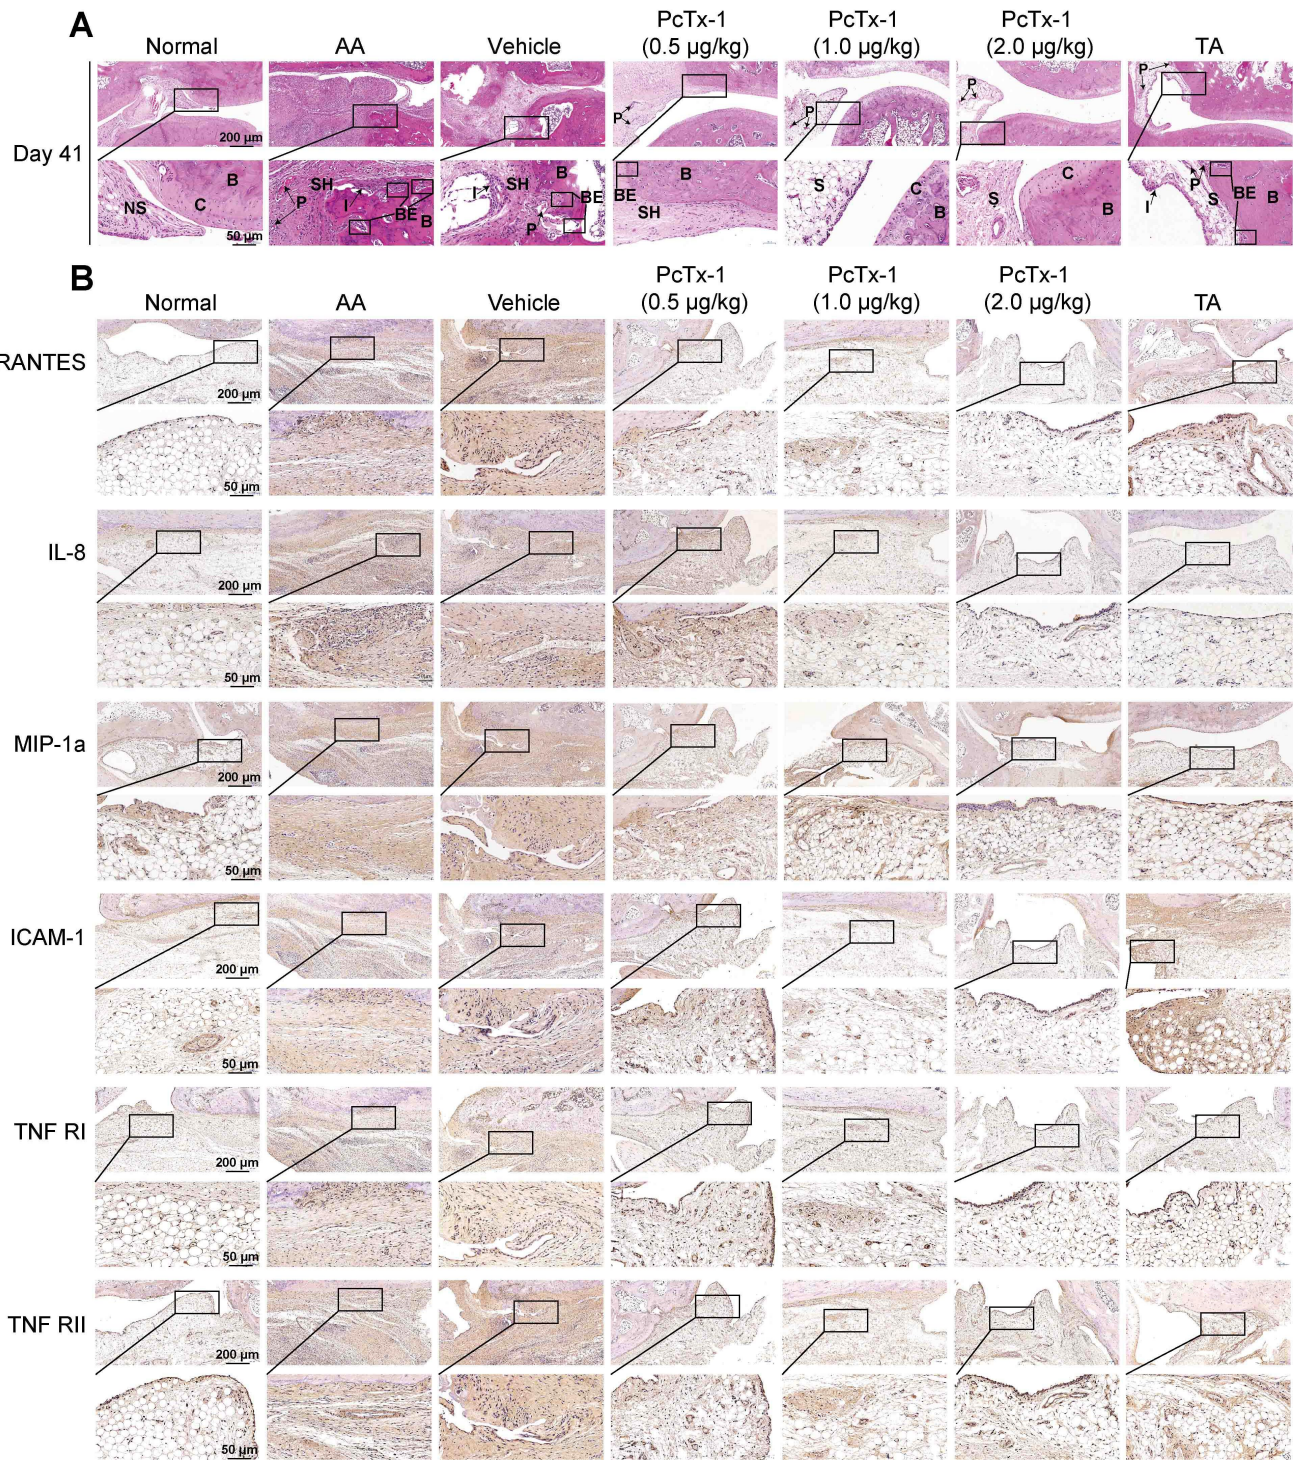 A
Normal
AA
Vehicle
PcTx-1
(0.5 µg/kg)
PcTx-1
(1.0 µg/kg)
PcTx-1
(2.0 µg/kg)
TA
Day 41
200 µm
P
P
P
P
NS
C
B
50 µm
P
SH
I
BE
B
I
SH
B
BE
P
BE
B
SH
S
C
B
S
C
B
I
P
S
BE
B
B
Normal
AA
Vehicle
PcTx-1
(0.5 µg/kg)
PcTx-1
(1.0 µg/kg)
PcTx-1
(2.0 µg/kg)
TA
RANTES
200 µm
50 µm
IL-8
200 µm
50 µm
MIP-1a
200 µm
50 µm
ICAM-1
200 µm
50 µm
TNF RI
200 µm
50 µm
TNF RII
200 µm
50 µm